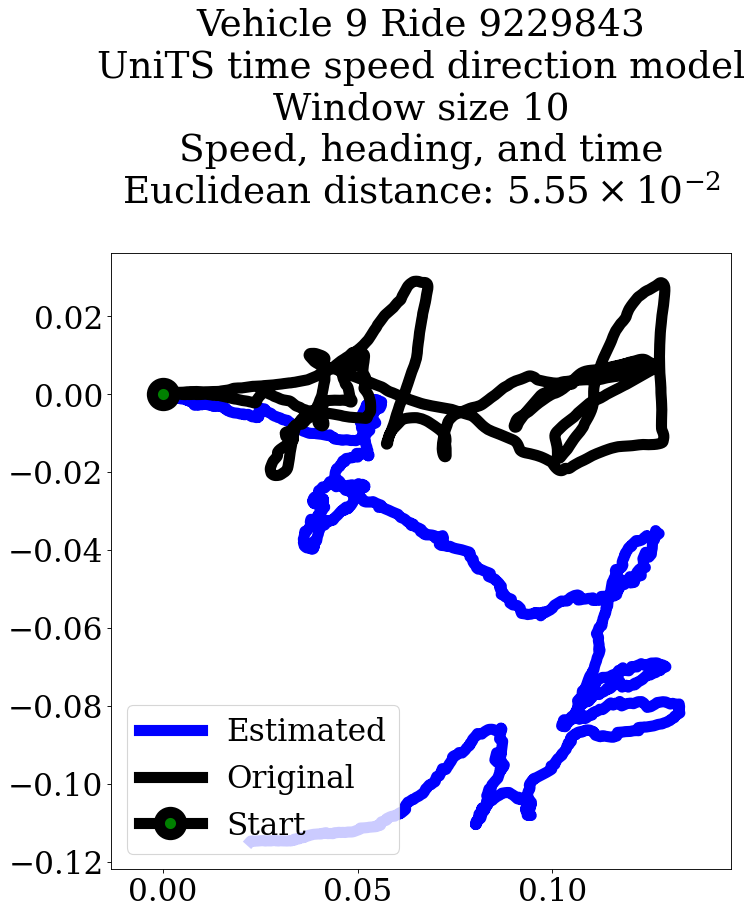 Vehicle 9 Ride 9229843
UniTS time speed direction model
Window size 10
Speed, heading, and time
Euclidean distance: 5.55 × 10⁻²
0.02
0.00
−0.02
−0.04
−0.06
−0.08
−0.10
−0.12
Estimated
Original
Start
0.00 0.05 0.10